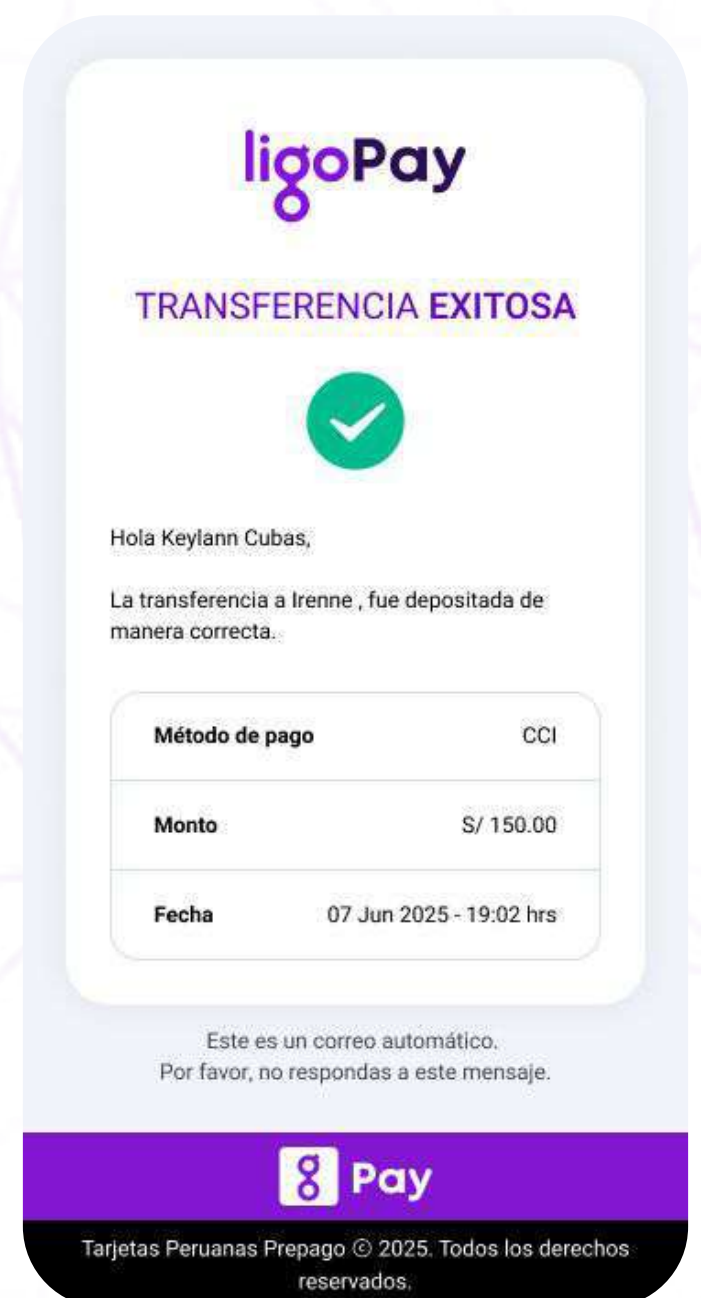 ligoPay
TRANSFERENCIA EXITOSA
Hola Keylann Cubas,
La transferencia a Irenne , fue depositada de
manera correcta.
Método de pago CCI
Monto S/ 150.00
Fecha 07 Jun 2025 - 19:02 hrs
Este es un correo automático.
Por favor, no respondas a este mensaje.
g Pay
Tarjetas Peruanas Prepago © 2025. Todos los derechos
reservados.